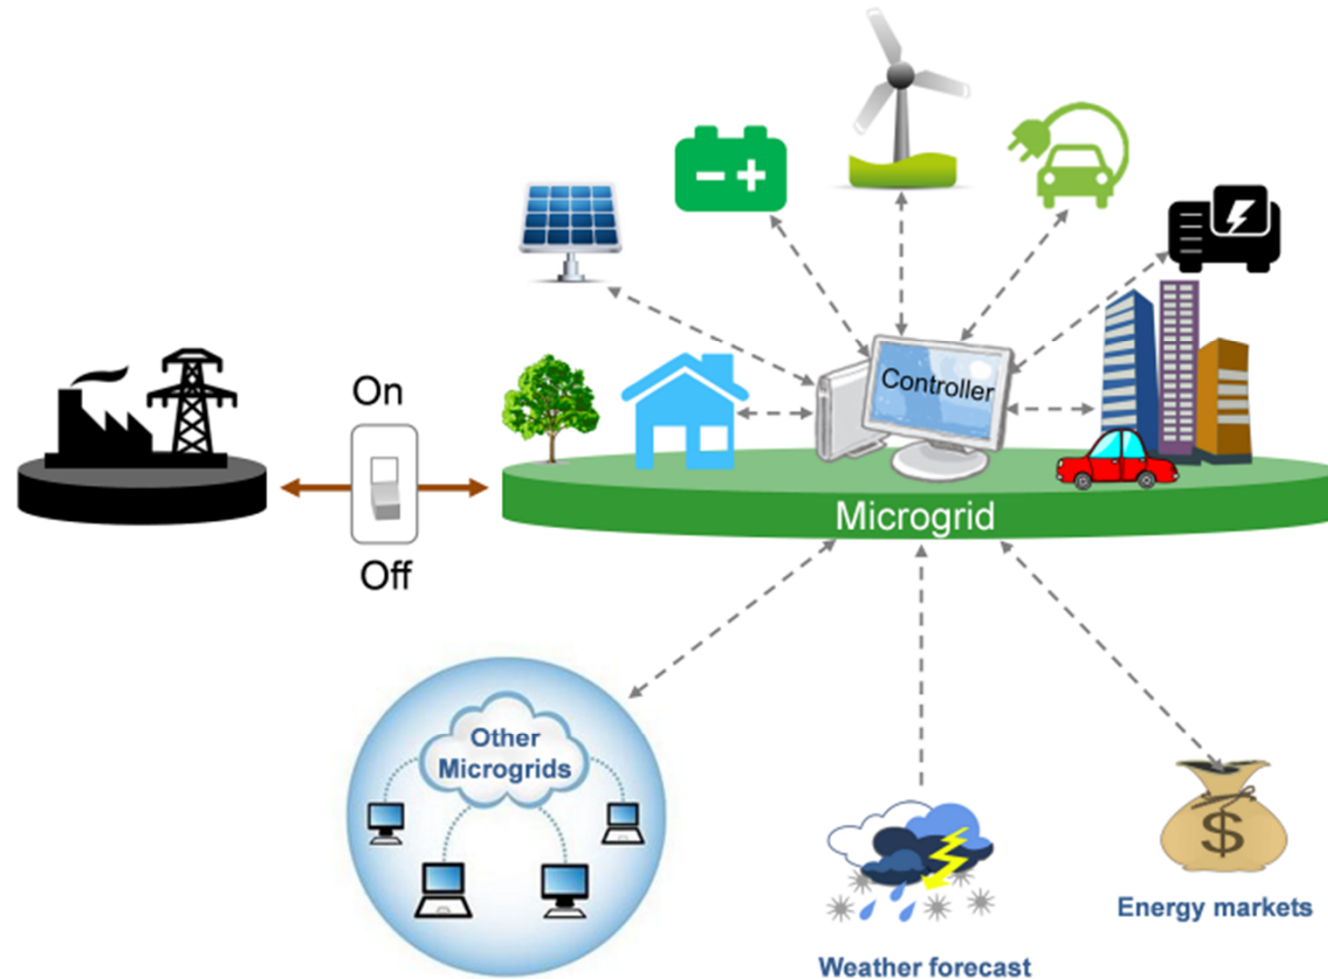 On
Off
Controller
Microgrid
Other
Microgrids
$
Weather forecast
Energy markets